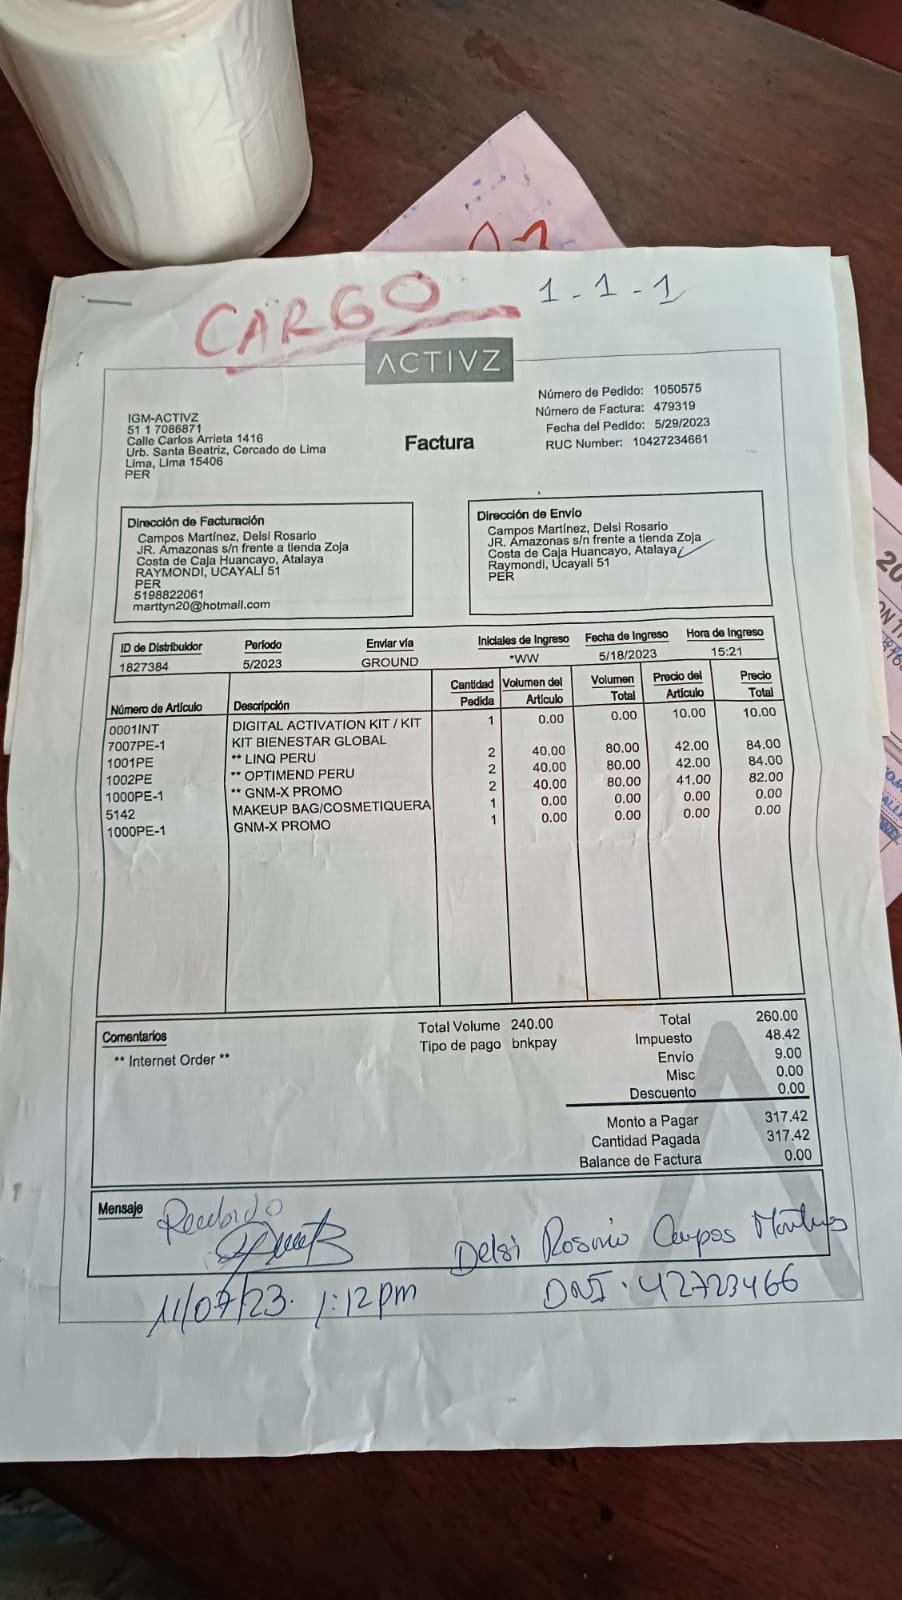 CARGO 1-1-1
ACTIVZ
IGM-ACTIVZ
51 1 7086871
Calle Carlos Arrieta 1416
Urb. Santa Beatriz, Cercado de Lima
Lima, Lima 15406
PER
Factura
Número de Pedido: 1050575
Número de Factura: 479319
Fecha del Pedido: 5/29/2023
RUC Number: 10427234661
Dirección de Facturación
Campos Martínez, Delsi Rosario
JR. Amazonas s/n frente a tienda Zoja
Costa de Caja Huancayo, Atalaya
RAYMONDI, UCAYALI 51
PER
5198822061
marttyn20@hotmail.com
Dirección de Envío
Campos Martínez, Delsi Rosario
JR. Amazonas s/n frente a tienda Zoja
Costa de Caja Huancayo, Atalaya
Raymondi, Ucayali 51
PER
ID de Distribuidor Período Enviar vía Iniciales de Ingreso Fecha de Ingreso Hora de Ingreso
1827384 5/2023 GROUND *WW 5/18/2023 15:21
Número de Artículo Descripción Cantidad Pedida Volumen del Artículo Volumen Total Precio del Artículo Precio Total
0001INT DIGITAL ACTIVATION KIT / KIT 1 0.00 0.00 10.00 10.00
7007PE-1 KIT BIENESTAR GLOBAL
1001PE ** LINQ PERU 2 40.00 80.00 42.00 84.00
1002PE ** OPTIMEND PERU 2 40.00 80.00 42.00 84.00
1000PE-1 ** GNM-X PROMO 2 40.00 80.00 41.00 82.00
5142 MAKEUP BAG/COSMETIQUERA 1 0.00 0.00 0.00 0.00
1000PE-1 GNM-X PROMO 1 0.00 0.00 0.00 0.00
Comentarios
** Internet Order **
Total Volume 240.00
Tipo de pago bnkpay
Total 260.00
Impuesto 48.42
Envío 9.00
Misc 0.00
Descuento 0.00
Monto a Pagar 317.42
Cantidad Pagada 317.42
Balance de Factura 0.00
Mensaje
Recibido
Delsi Rosario Campos Martínez
11/07/23. 1:12pm DNI. 42723466